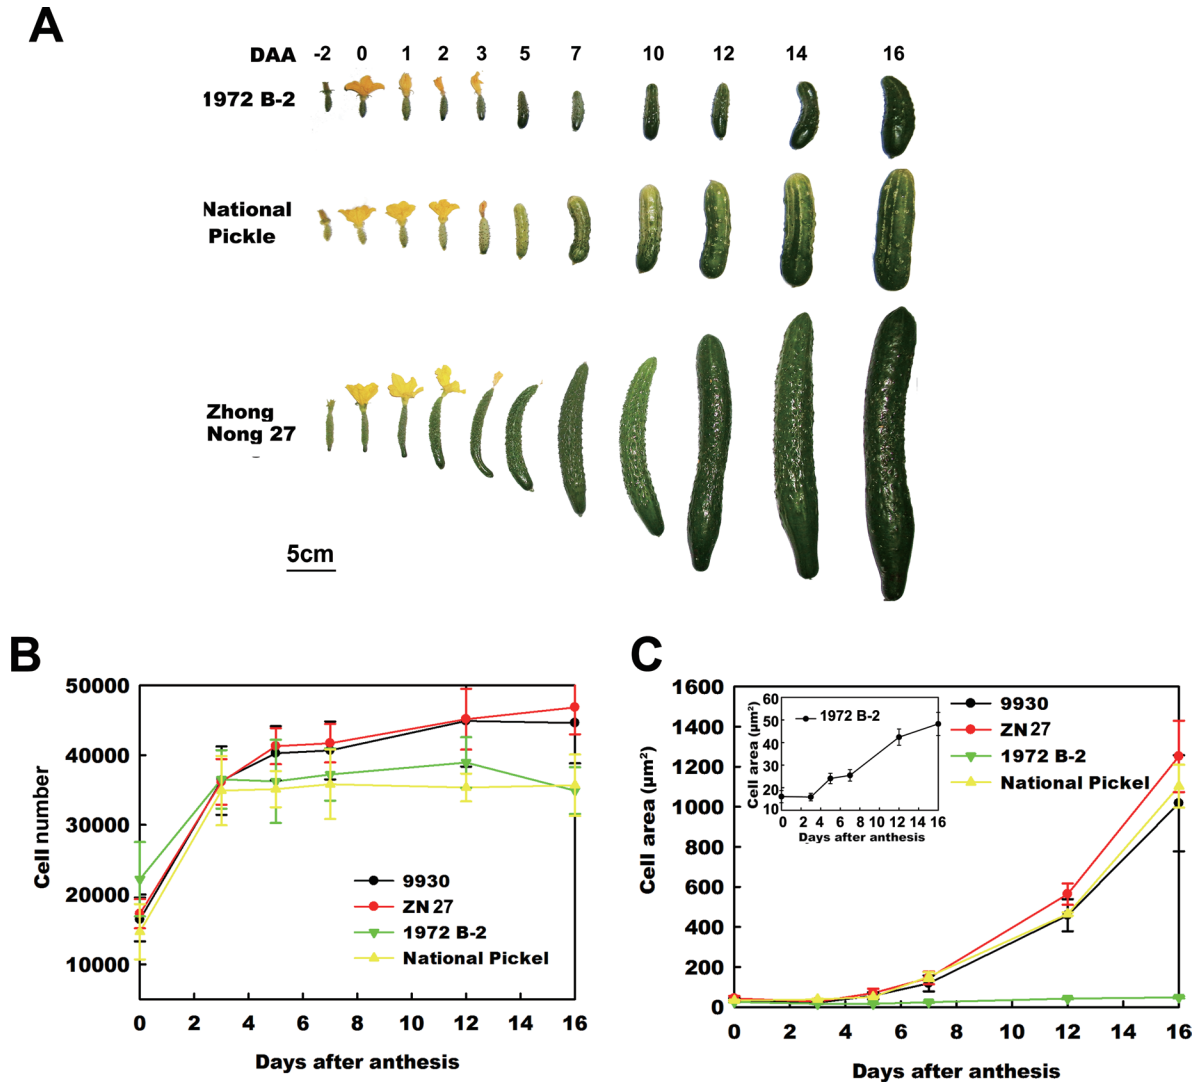 A
DAA -2 0 1 2 3 5 7 10 12 14 16
1972 B-2
National
Pickle
Zhong
Nong 27
5cm
B
50000
40000
30000
20000
10000
Cell number
0 2 4 6 8 10 12 14 16
Days after anthesis
9930
ZN 27
1972 B-2
National Pickel
C
1600
1400
1200
1000
800
600
400
200
0
Cell area (µm²)
0 2 4 6 8 10 12 14 16
Days after anthesis
60
50
40
30
20
10
Cell area (µm²)
1972 B-2
0 2 4 6 8 10 12 14 16
Days after anthesis
9930
ZN 27
1972 B-2
National Pickel